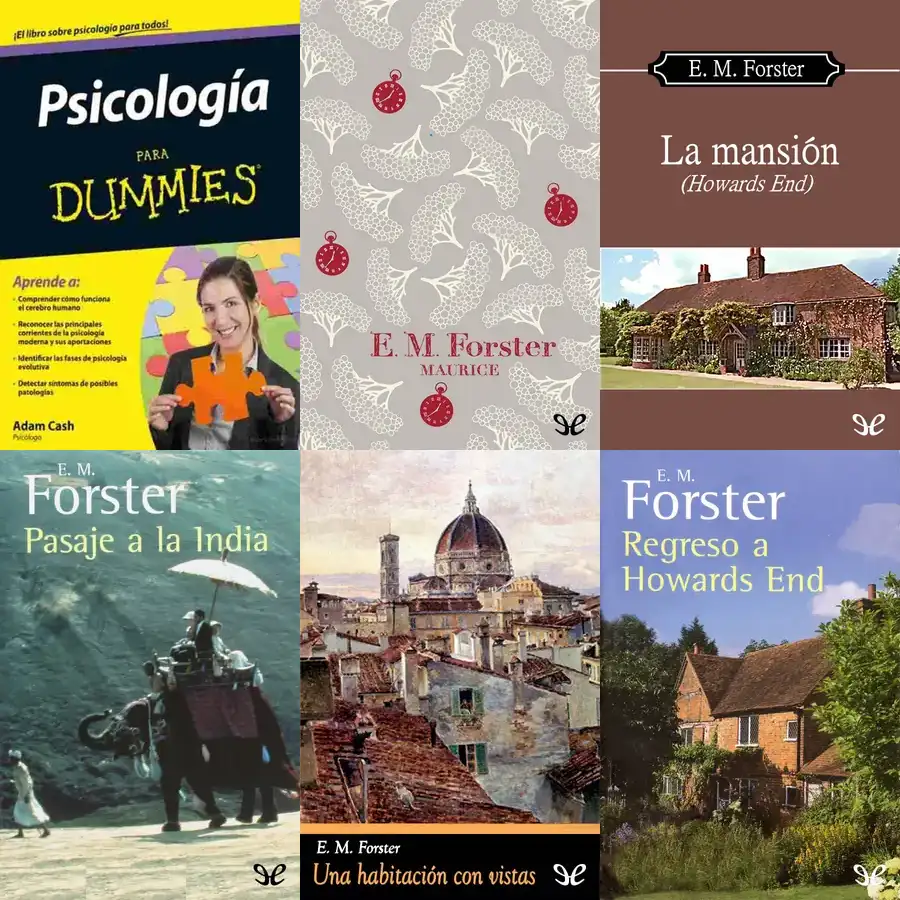 ¡El libro sobre psicología para todos!
Psicología
PARA
DUMMIES®
Aprende a:
• Comprender cómo funciona
el cerebro humano
• Reconocer las principales
corrientes de la psicología
moderna y sus aportaciones
• Identificar las fases de psicología
evolutiva
• Detectar síntomas de posibles
patologías
Adam Cash
Psicólogo
E. M. Forster
MAURICE
E. M. Forster
La mansión
(Howards End)
E. M.
Forster
Pasaje a la India
E. M. Forster
Una habitación con vistas
E. M.
Forster
Regreso a
Howards End